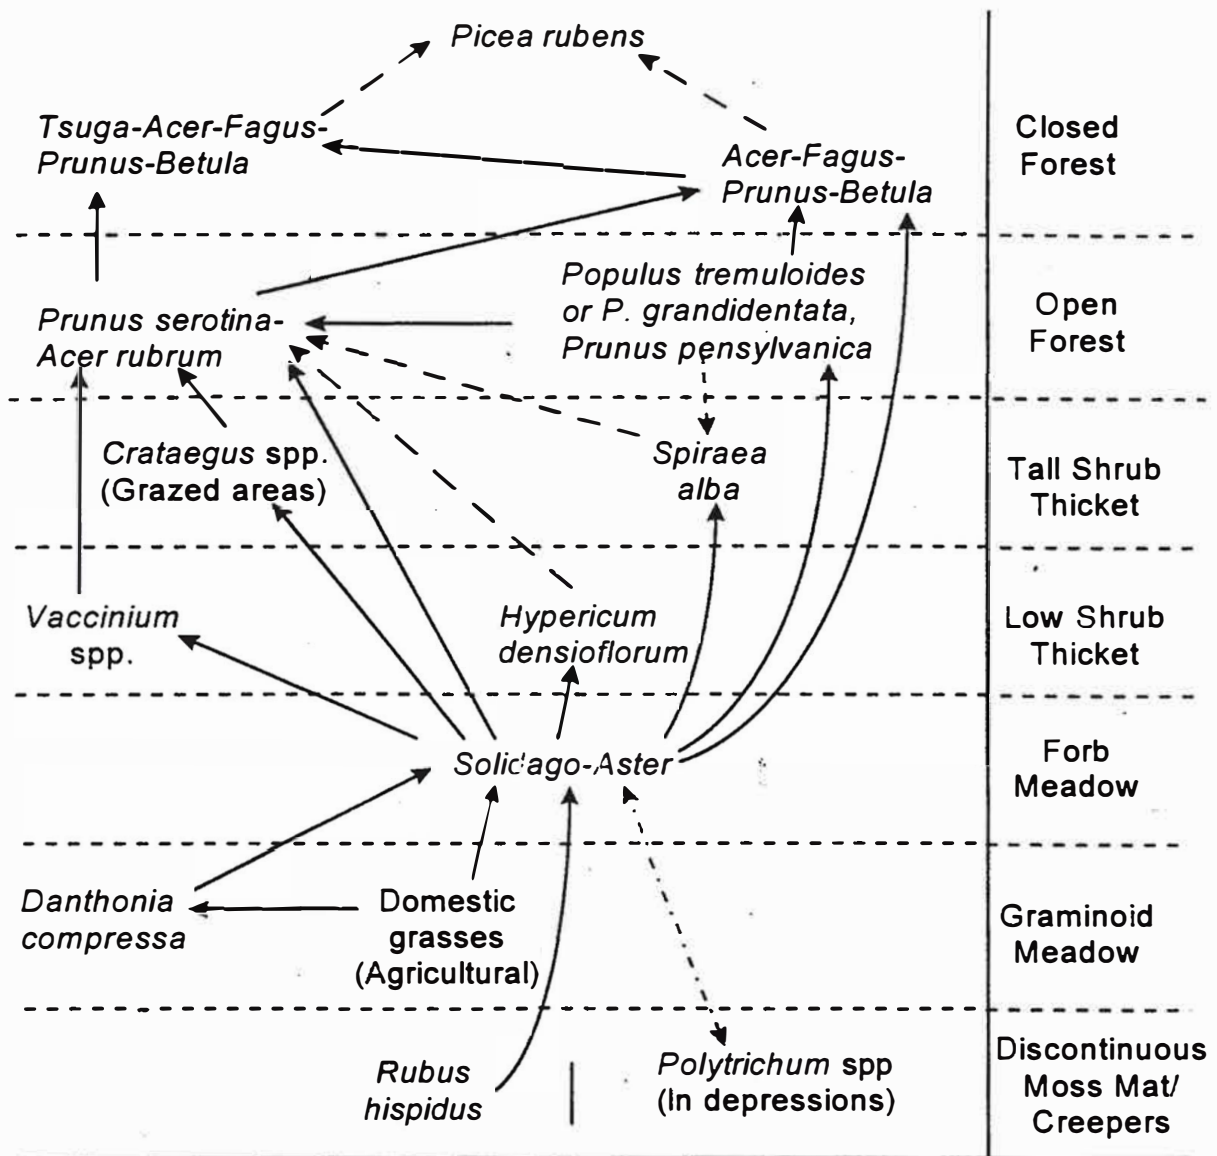 Picea rubens
Tsuga-Acer-Fagus-
Prunus-Betula
Acer-Fagus-
Prunus-Betula
Closed
Forest
Prunus serotina-
Acer rubrum
Populus tremuloides
or P. grandidentata,
Prunus pensylvanica
Open
Forest
Crataegus spp.
(Grazed areas)
Spiraea
alba
Tall Shrub
Thicket
Vaccinium
spp.
Hypericum
densioflorum
Low Shrub
Thicket
Solidago-Aster
Forb
Meadow
Danthonia
compressa
Domestic
grasses
(Agricultural)
Graminoid
Meadow
Rubus
hispidus
Polytrichum spp
(In depressions)
Discontinuous
Moss Mat/
Creepers